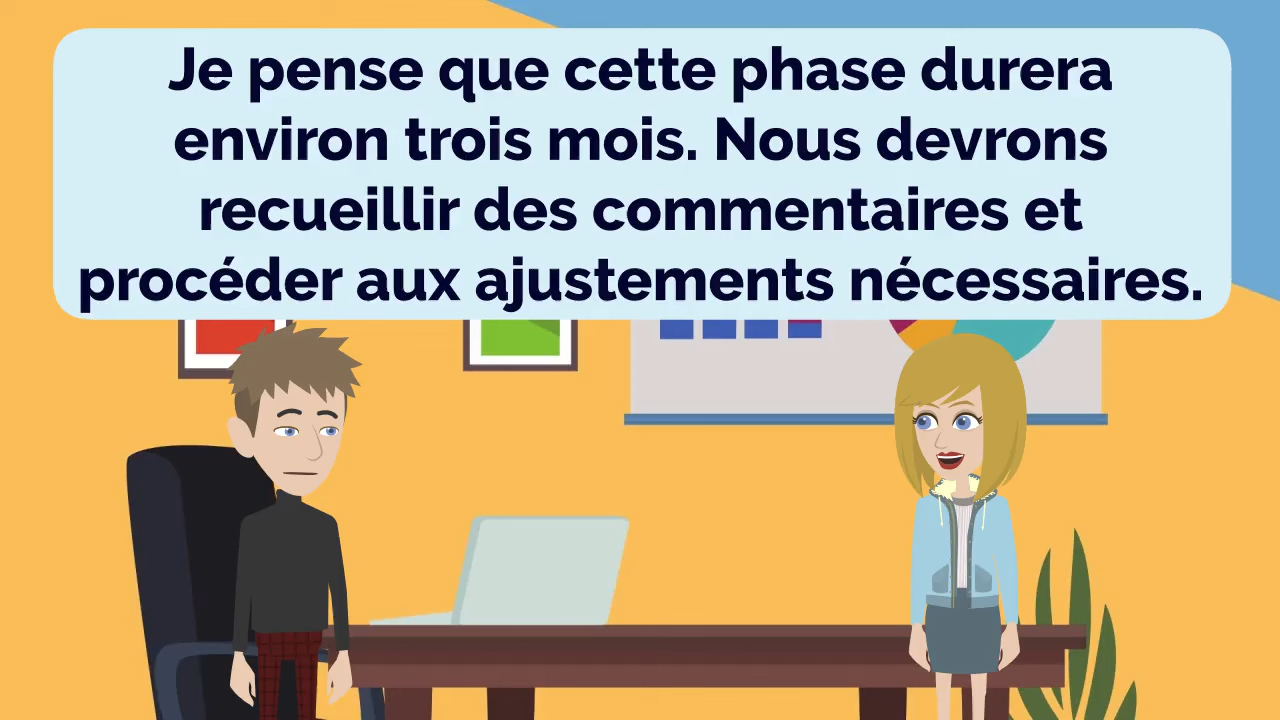 Je pense que cette phase durera
environ trois mois. Nous devrons
recueillir des commentaires et
procéder aux ajustements nécessaires.